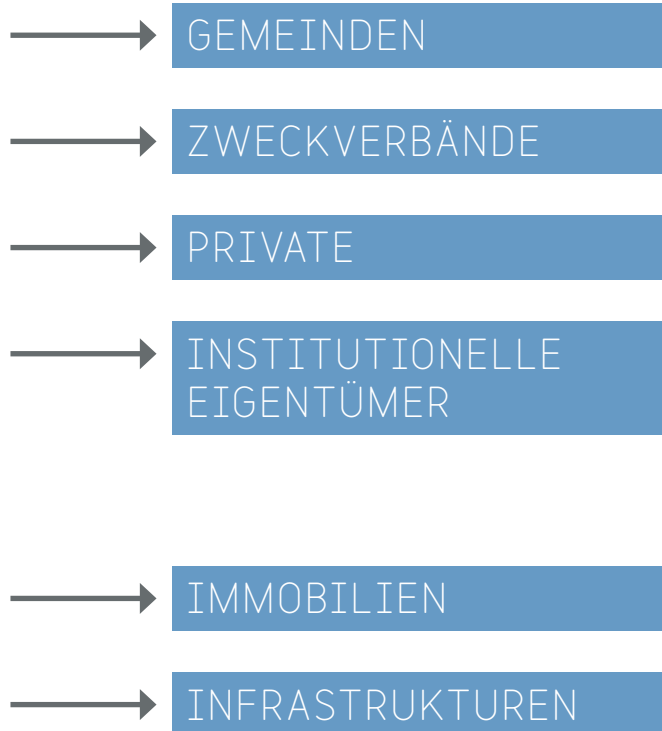 GEMEINDEN
ZWECKVERBÄNDE
PRIVATE
INSTITUTIONELLE
EIGENTÜMER
IMMOBILIEN
INFRASTRUKTUREN